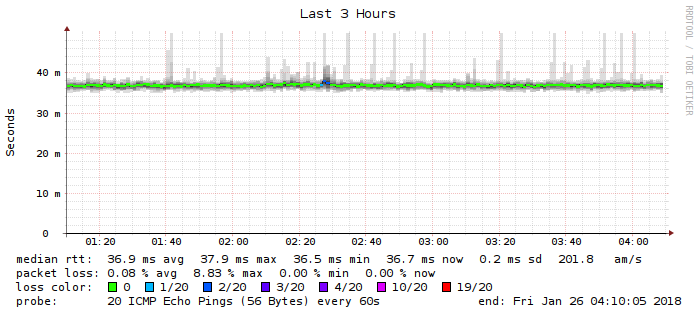 Last 3 Hours
RRDTOOL / TOBI OETIKER
Seconds
40 m
30 m
20 m
10 m
0
01:20 01:40 02:00 02:20 02:40 03:00 03:20 03:40 04:00
median rtt: 36.9 ms avg 37.9 ms max 36.5 ms min 36.7 ms now 0.2 ms sd 201.8 am/s
packet loss: 0.08 % avg 8.83 % max 0.00 % min 0.00 % now
loss color: 0 1/20 2/20 3/20 4/20 10/20 19/20
probe: 20 ICMP Echo Pings (56 Bytes) every 60s end: Fri Jan 26 04:10:05 2018